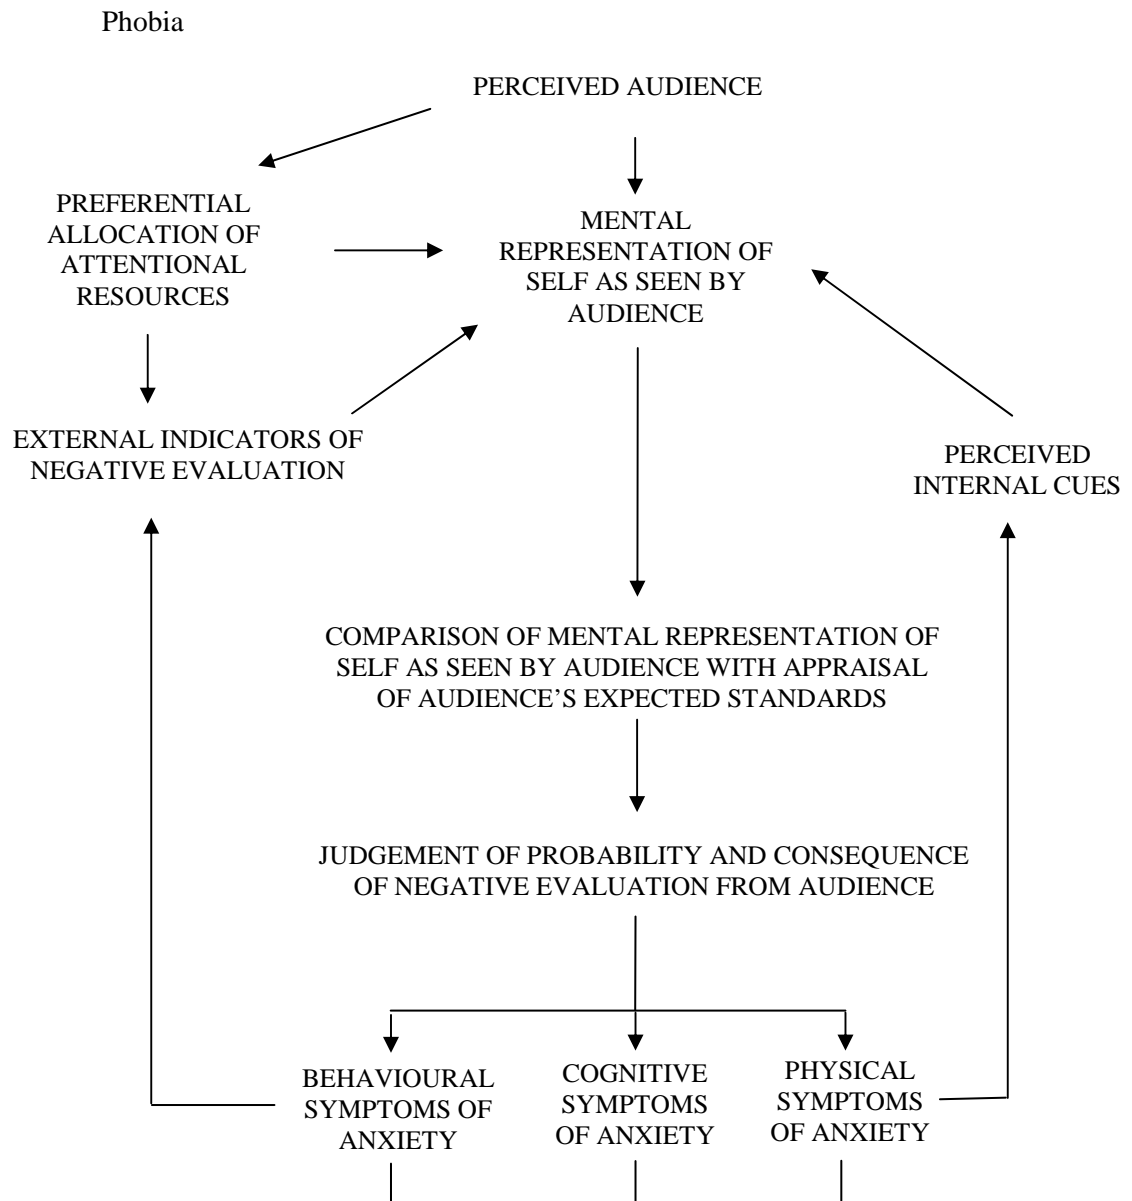 Phobia
PERCEIVED AUDIENCE
PREFERENTIAL
ALLOCATION OF
ATTENTIONAL
RESOURCES
MENTAL
REPRESENTATION OF
SELF AS SEEN BY
AUDIENCE
EXTERNAL INDICATORS OF
NEGATIVE EVALUATION
PERCEIVED
INTERNAL CUES
COMPARISON OF MENTAL REPRESENTATION OF
SELF AS SEEN BY AUDIENCE WITH APPRAISAL
OF AUDIENCE’S EXPECTED STANDARDS
JUDGEMENT OF PROBABILITY AND CONSEQUENCE
OF NEGATIVE EVALUATION FROM AUDIENCE
BEHAVIOURAL
SYMPTOMS OF
ANXIETY
COGNITIVE
SYMPTOMS
OF ANXIETY
PHYSICAL
SYMPTOMS
OF ANXIETY